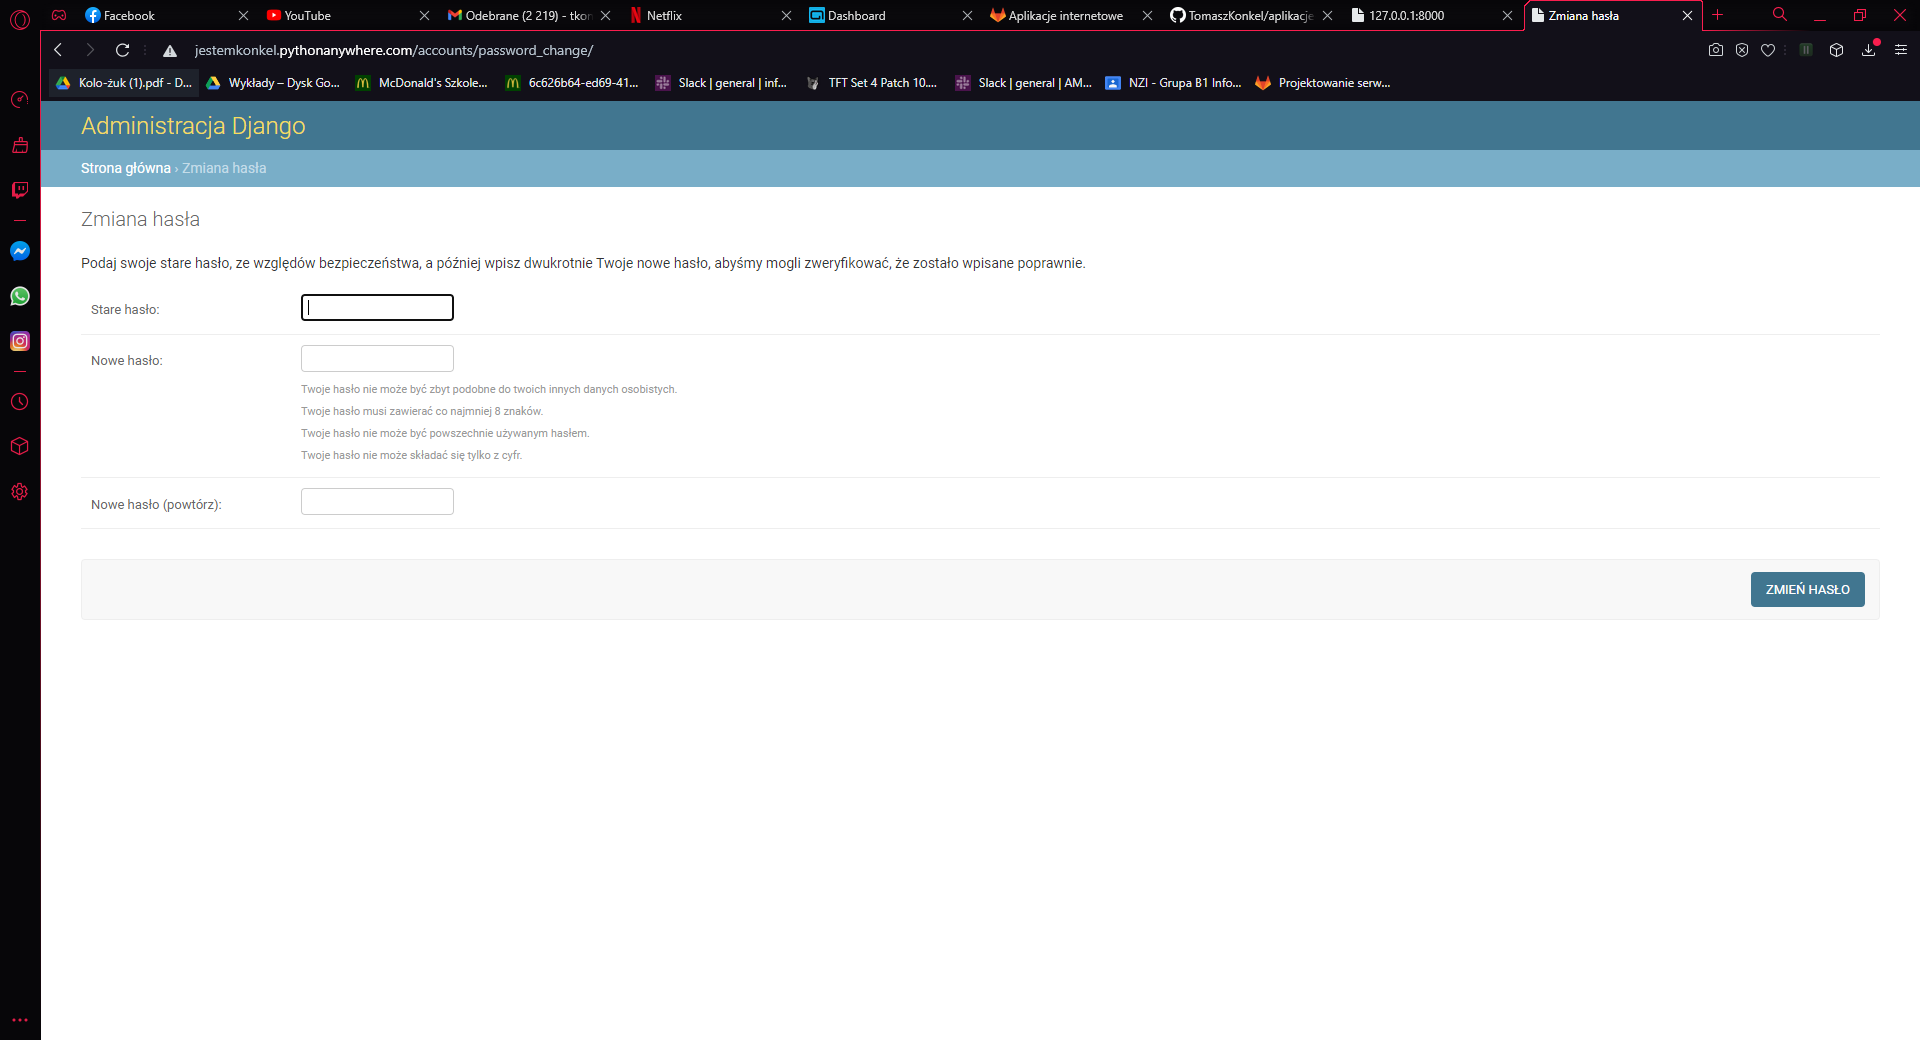 Facebook
YouTube
Odebrane (2 219) - tkon
Netflix
Dashboard
Aplikacje internetowe
TomaszKonkel/aplikacje
127.0.0.1:8000
Zmiana hasła
jestemkonkel.pythonanywhere.com/accounts/password_change/
Kolo-żuk (1).pdf - D...
Wykłady – Dysk Go...
McDonald's Szkole...
6c626b64-ed69-41...
Slack | general | inf...
TFT Set 4 Patch 10....
Slack | general | AM...
NZI - Grupa B1 Info...
Projektowanie serw...
Administracja Django
Strona główna › Zmiana hasła
Zmiana hasła
Podaj swoje stare hasło, ze względów bezpieczeństwa, a później wpisz dwukrotnie Twoje nowe hasło, abyśmy mogli zweryfikować, że zostało wpisane poprawnie.
Stare hasło:
Nowe hasło:
Twoje hasło nie może być zbyt podobne do twoich innych danych osobistych.
Twoje hasło musi zawierać co najmniej 8 znaków.
Twoje hasło nie może być powszechnie używanym hasłem.
Twoje hasło nie może składać się tylko z cyfr.
Nowe hasło (powtórz):
ZMIEŃ HASŁO